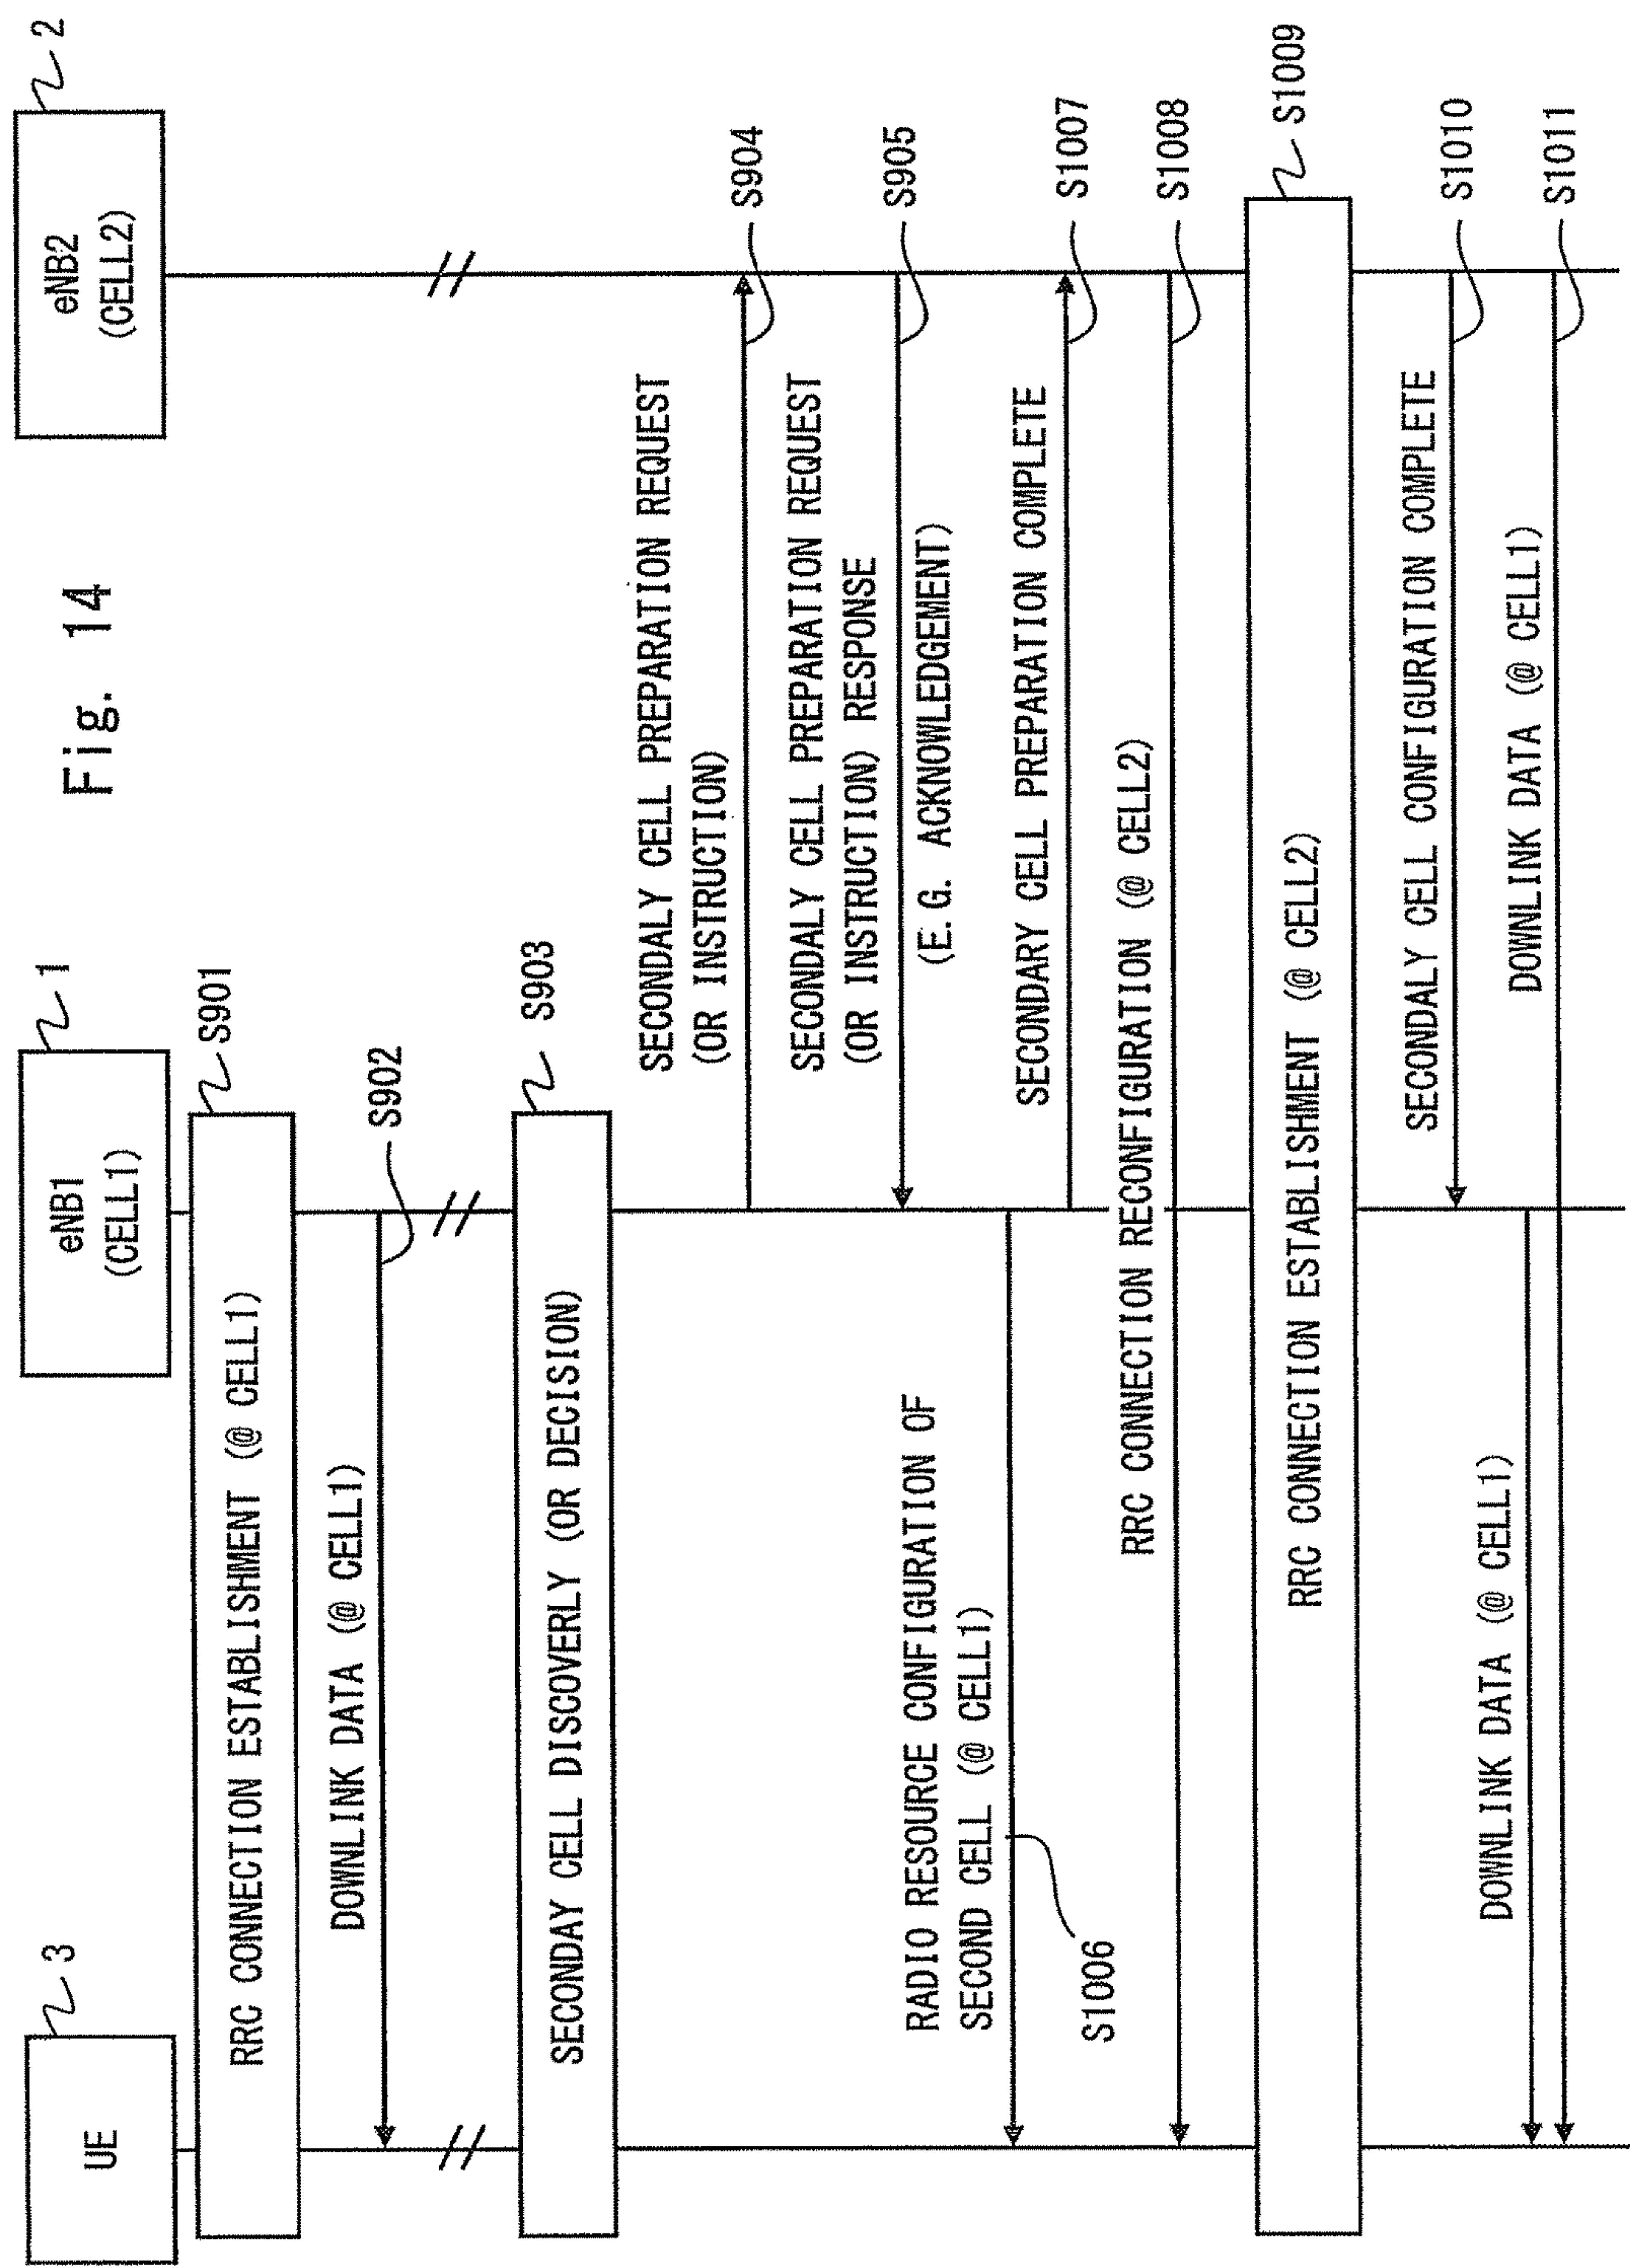 Fig. 14
UE
3
eNB1
(CELL1)
1
eNB2
(CELL2)
2
RRC CONNECTION ESTABLISHMENT (@ CELL1)
S901
DOWNLINK DATA (@ CELL1)
S902
SECONDAY CELL DISCOVERLY (OR DECISION)
S903
SECONDALY CELL PREPARATION REQUEST
(OR INSTRUCTION)
S904
SECONDALY CELL PREPARATION REQUEST
(OR INSTRUCTION) RESPONSE
(E.G. ACKNOWLEDGEMENT)
S905
RADIO RESOURCE CONFIGURATION OF
SECOND CELL (@ CELL1)
S1006
SECONDARY CELL PREPARATION COMPLETE
S1007
RRC CONNECTION RECONFIGURATION (@ CELL2)
S1008
RRC CONNECTION ESTABLISHMENT (@ CELL2)
S1009
SECONDALY CELL CONFIGURATION COMPLETE
S1010
DOWNLINK DATA (@ CELL1)
DOWNLINK DATA (@ CELL1)
S1011